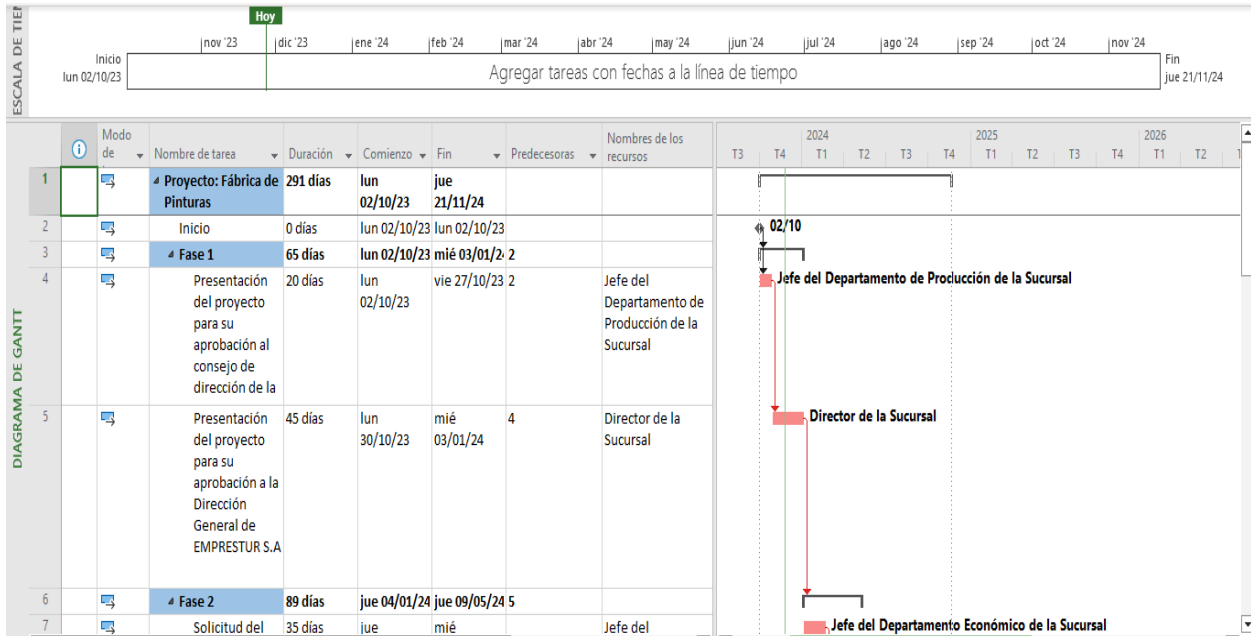 ESCALA DE TIEI
Hoy
nov '23
dic '23
ene '24
feb '24
mar '24
abr '24
may '24
jun '24
jul '24
ago '24
sep '24
oct '24
nov '24
Inicio
lun 02/10/23
Agregar tareas con fechas a la línea de tiempo
Fin
jue 21/11/24
DIAGRAMA DE GANTT
Modo
de
Nombre de tarea
Duración
Comienzo
Fin
Predecesoras
Nombres de los
recursos
2024
2025
2026
T3 T4 T1 T2 T3 T4 T1 T2 T3 T4 T1 T2
1
Proyecto: Fábrica de
Pinturas
291 días
lun
02/10/23
jue
21/11/24
2
Inicio
0 días
lun 02/10/23
lun 02/10/23
02/10
3
Fase 1
65 días
lun 02/10/23
mié 03/01/24
2
4
Presentación
del proyecto
para su
aprobación al
consejo de
dirección de la
20 días
lun
02/10/23
vie 27/10/23
2
Jefe del
Departamento de
Producción de la
Sucursal
Jefe del Departamento de Producción de la Sucursal
5
Presentación
del proyecto
para su
aprobación a la
Dirección
General de
EMPRESTUR S.A
45 días
lun
30/10/23
mié
03/01/24
4
Director de la
Sucursal
Director de la Sucursal
6
Fase 2
89 días
jue 04/01/24
jue 09/05/24
5
7
Solicitud del
35 días
jue
mié
Jefe del
Jefe del Departamento Económico de la Sucursal